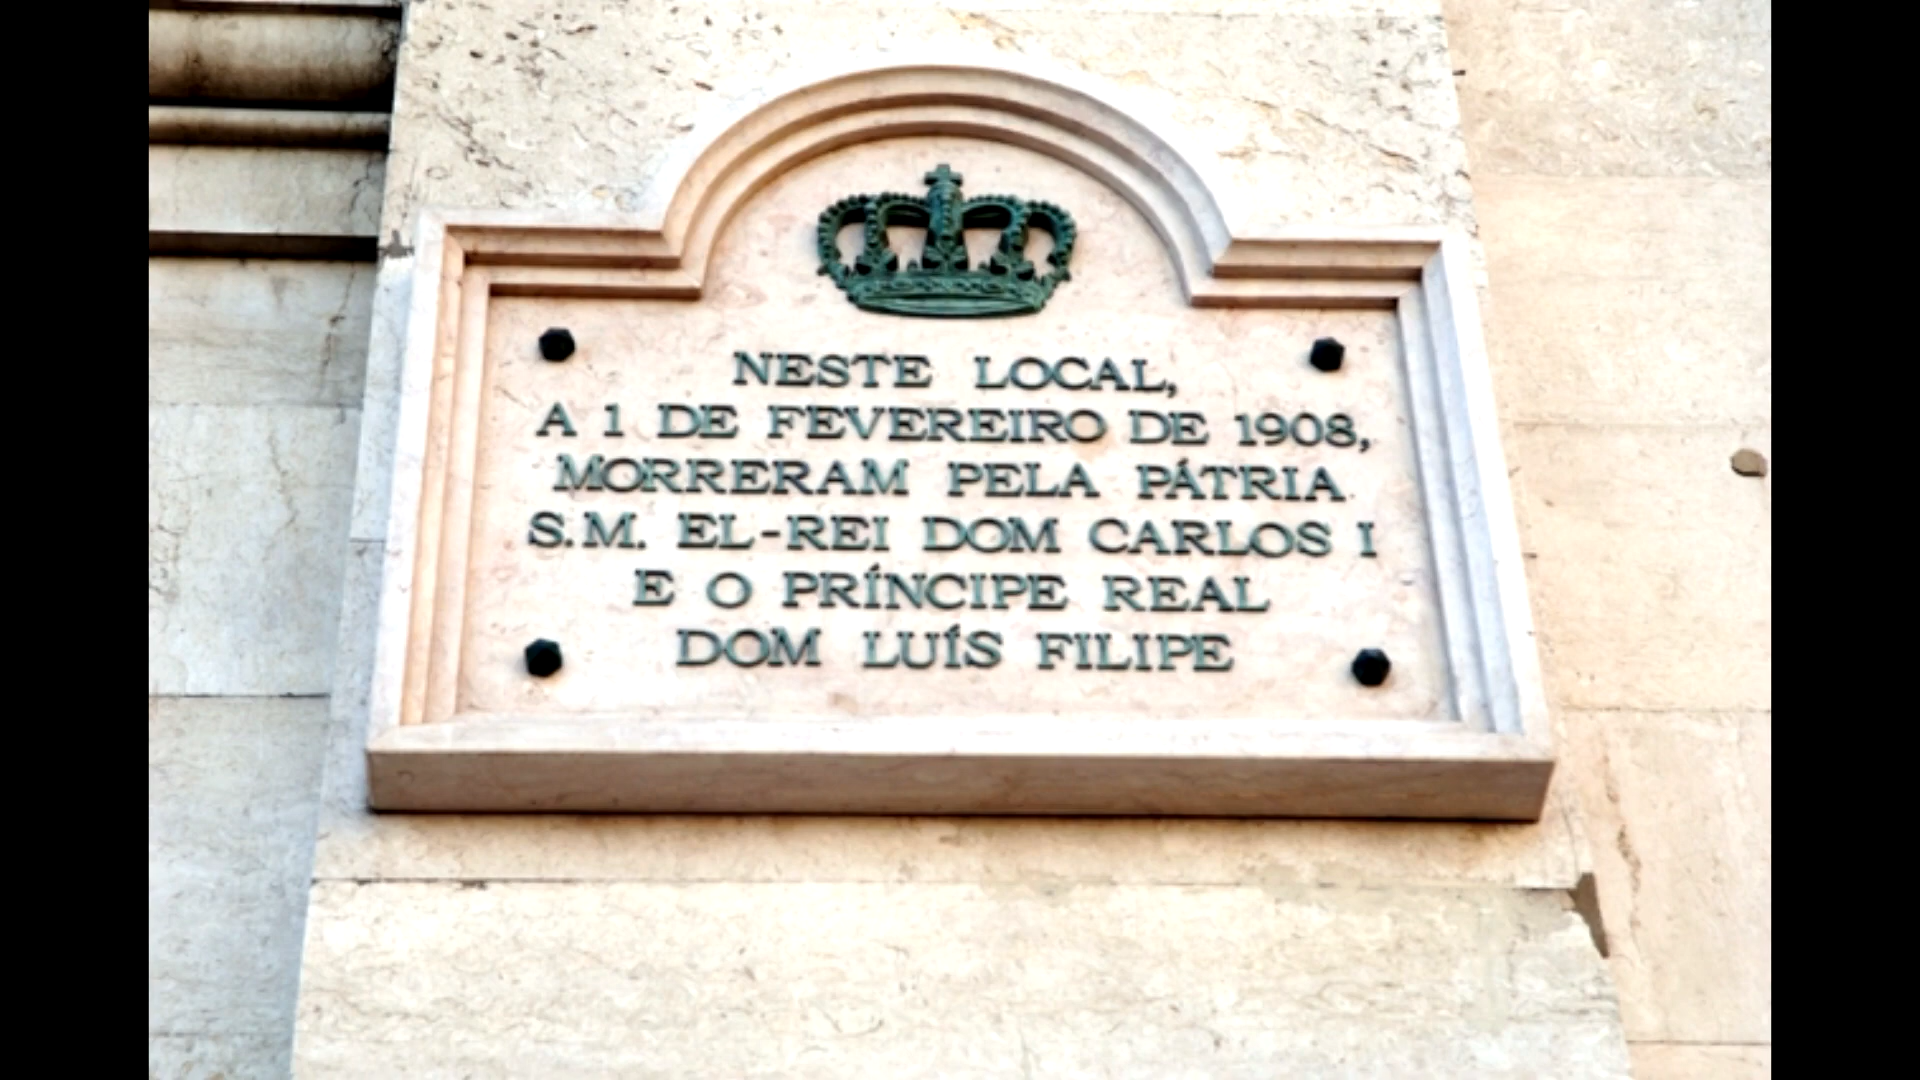 NESTE LOCAL,
A 1 DE FEVEREIRO DE 1908,
MORRERAM PELA PÁTRIA
S.M. EL-REI DOM CARLOS I
E O PRÍNCIPE REAL
DOM LUÍS FILIPE